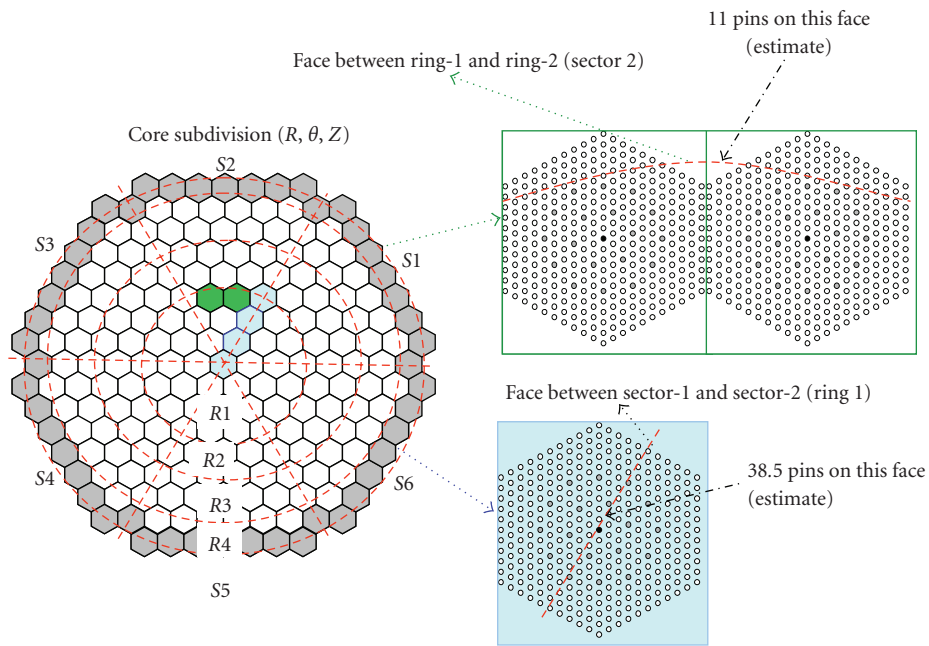 11 pins on this face
(estimate)
Face between ring-1 and ring-2 (sector 2)
Core subdivision (R, θ, Z)
S2
S3
S1
R1
R2
S4
S6
R3
R4
S5
Face between sector-1 and sector-2 (ring 1)
38.5 pins on this face
(estimate)